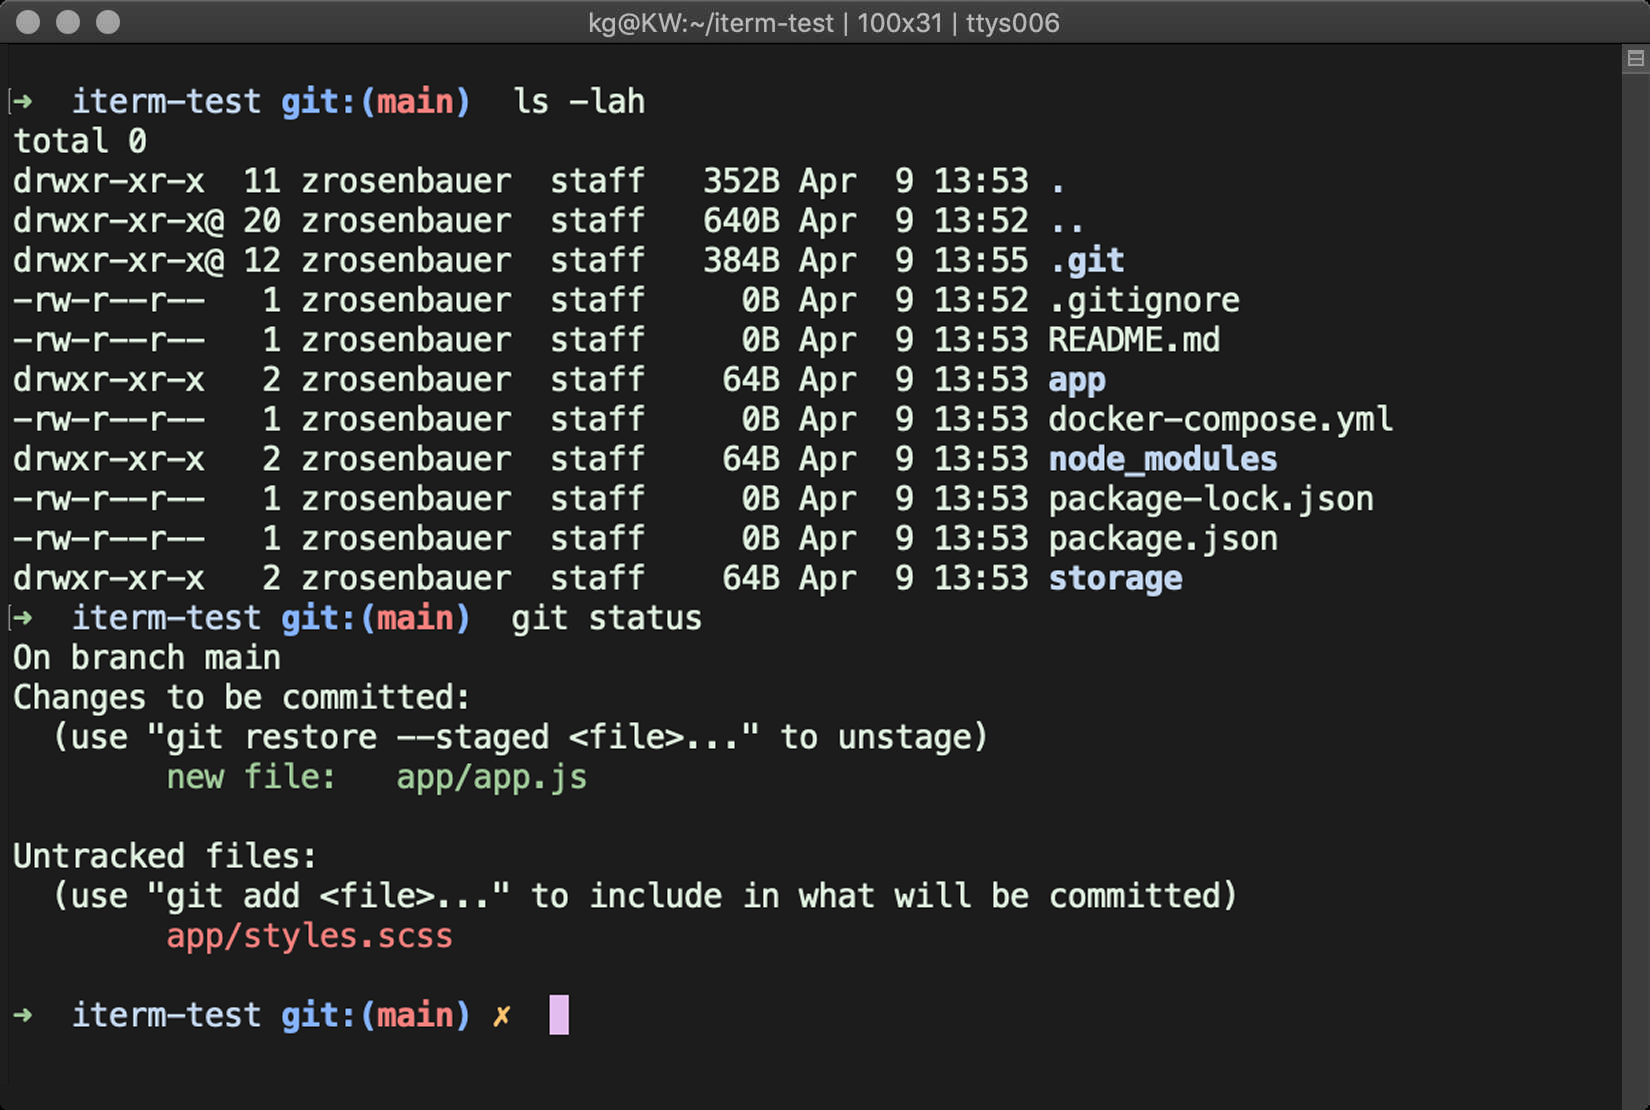 kg@KW:~/iterm-test | 100x31 | ttys006
[➜  iterm-test git:(main)  ls -lah
total 0
drwxr-xr-x  11 zrosenbauer  staff   352B Apr  9 13:53 .
drwxr-xr-x@ 20 zrosenbauer  staff   640B Apr  9 13:52 ..
drwxr-xr-x@ 12 zrosenbauer  staff   384B Apr  9 13:55 .git
-rw-r--r--   1 zrosenbauer  staff     0B Apr  9 13:52 .gitignore
-rw-r--r--   1 zrosenbauer  staff     0B Apr  9 13:53 README.md
drwxr-xr-x   2 zrosenbauer  staff    64B Apr  9 13:53 app
-rw-r--r--   1 zrosenbauer  staff     0B Apr  9 13:53 docker-compose.yml
drwxr-xr-x   2 zrosenbauer  staff    64B Apr  9 13:53 node_modules
-rw-r--r--   1 zrosenbauer  staff     0B Apr  9 13:53 package-lock.json
-rw-r--r--   1 zrosenbauer  staff     0B Apr  9 13:53 package.json
drwxr-xr-x   2 zrosenbauer  staff    64B Apr  9 13:53 storage
[➜  iterm-test git:(main)  git status
On branch main
Changes to be committed:
  (use "git restore --staged <file>..." to unstage)
        new file:   app/app.js

Untracked files:
  (use "git add <file>..." to include in what will be committed)
        app/styles.scss

➜  iterm-test git:(main) ✗